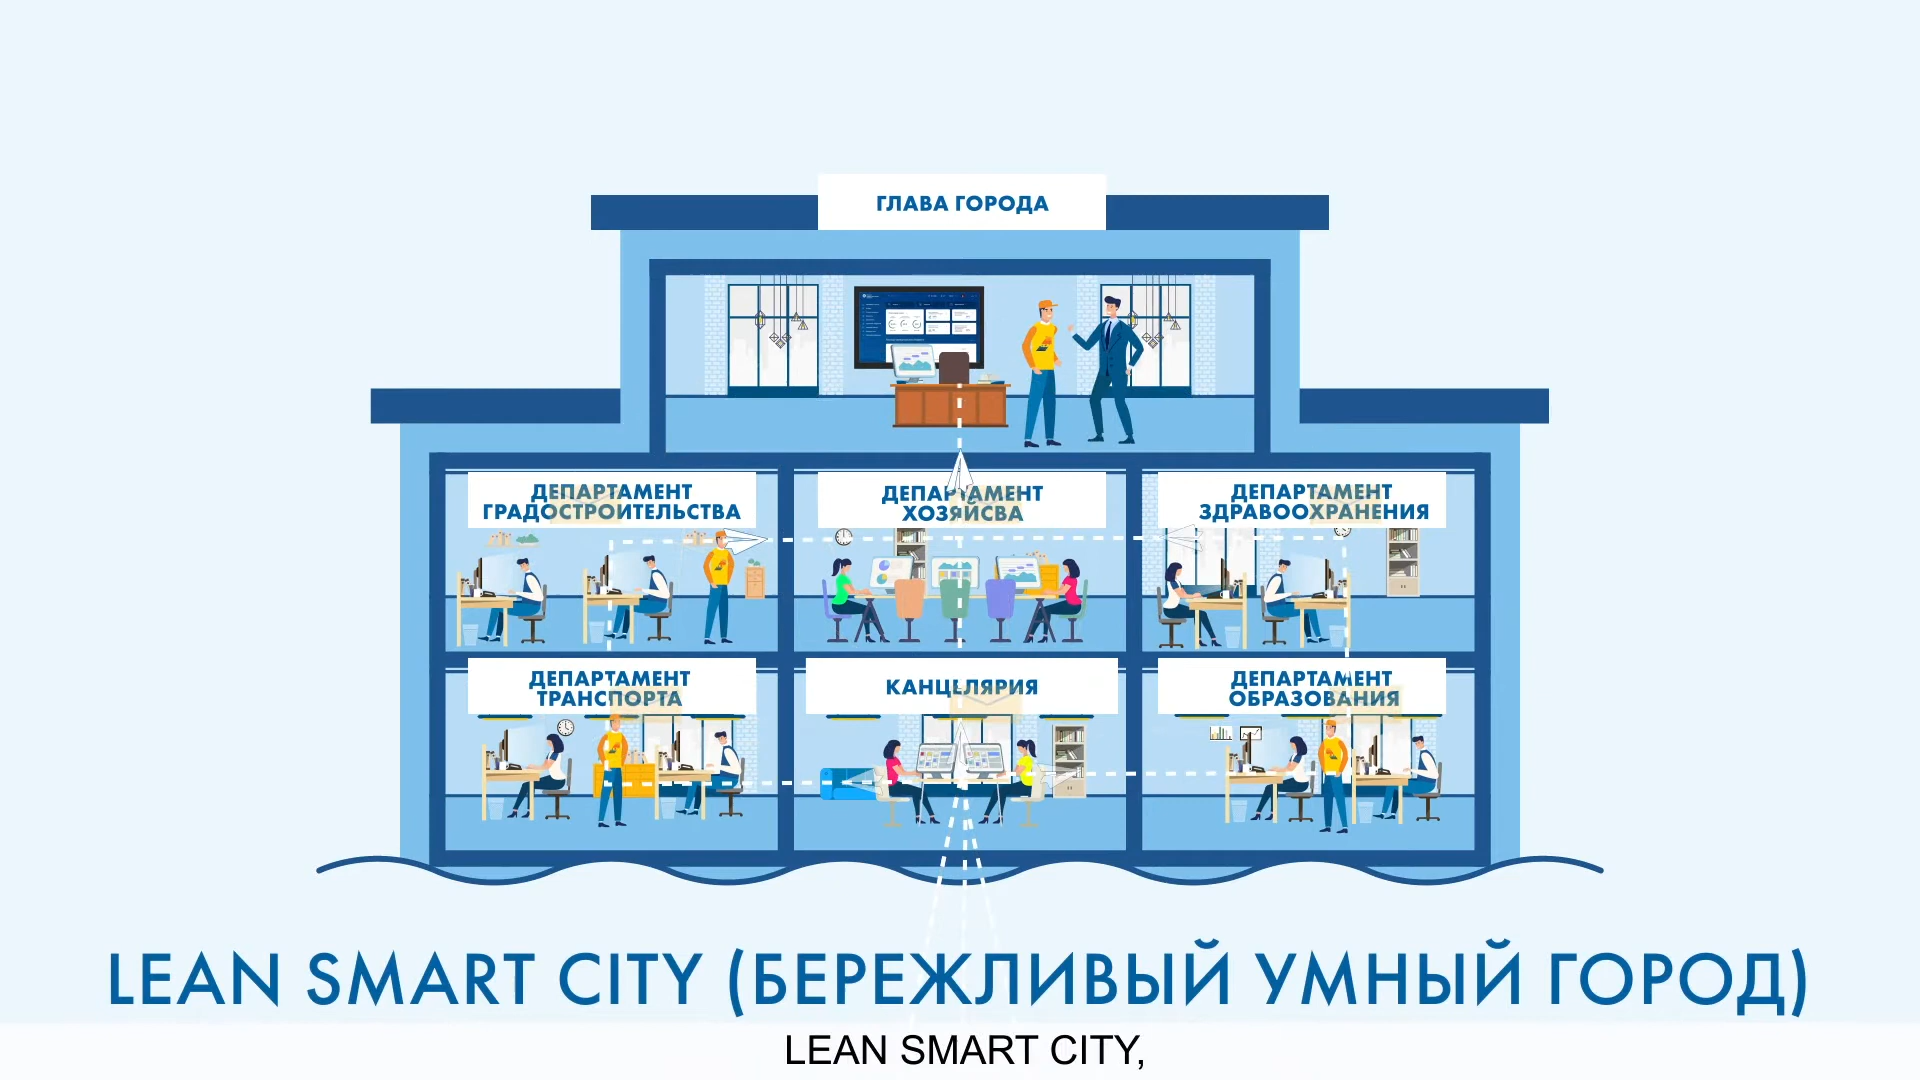 ГЛАВА ГОРОДА
ДЕПАРТАМЕНТ
ГРАДОСТРОИТЕЛЬСТВА
ДЕПАРТАМЕНТ
ХОЗЯЙСВА
ДЕПАРТАМЕНТ
ЗДРАВООХРАНЕНИЯ
ДЕПАРТАМЕНТ
ТРАНСПОРТА
КАНЦЕЛЯРИЯ
ДЕПАРТАМЕНТ
ОБРАЗОВАНИЯ
LEAN SMART CITY (БЕРЕЖЛИВЫЙ УМНЫЙ ГОРОД)
LEAN SMART CITY,